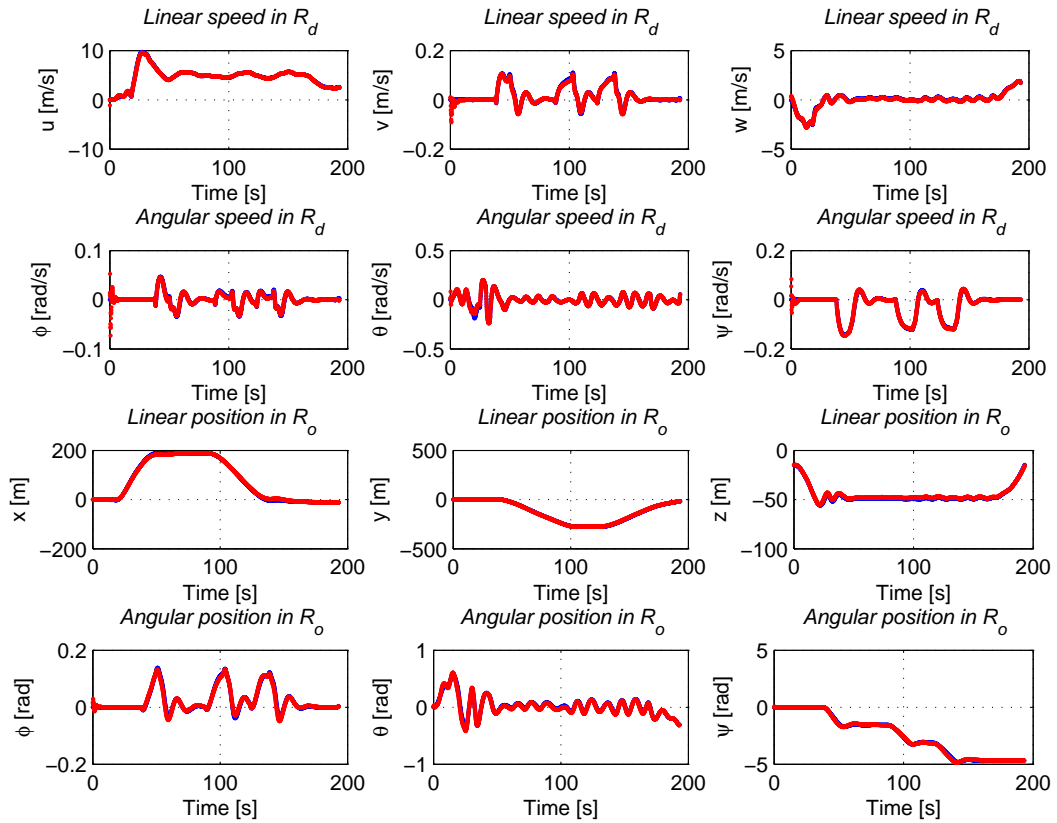 Linear speed in R_d
Linear speed in R_d
Linear speed in R_d
u [m/s]
10
0
−10
0
100
200
Time [s]
v [m/s]
0.2
0
−0.2
0
100
200
Time [s]
w [m/s]
5
0
−5
0
100
200
Time [s]
Angular speed in R_d
Angular speed in R_d
Angular speed in R_d
ϕ [rad/s]
0.1
0
−0.1
0
100
200
Time [s]
θ [rad/s]
0.5
0
−0.5
0
100
200
Time [s]
ψ [rad/s]
0.2
0
−0.2
0
100
200
Time [s]
Linear position in R_o
Linear position in R_o
Linear position in R_o
x [m]
200
0
−200
0
100
200
Time [s]
y [m]
500
0
−500
0
100
200
Time [s]
z [m]
0
−50
−100
0
100
200
Time [s]
Angular position in R_o
Angular position in R_o
Angular position in R_o
ϕ [rad]
0.2
0
−0.2
0
100
200
Time [s]
θ [rad]
1
0
−1
0
100
200
Time [s]
ψ [rad]
5
0
−5
0
100
200
Time [s]